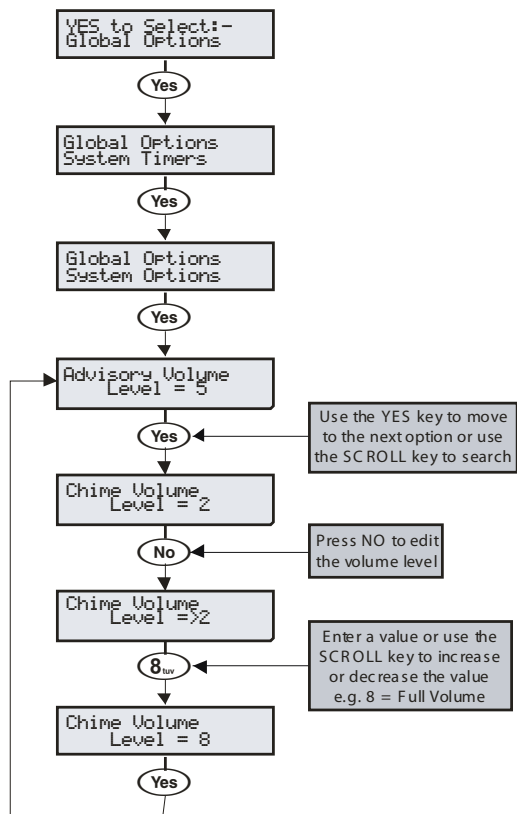 YES to Select:-
Global Options
Yes
Global Options
System Timers
Yes
Global Options
System Options
Yes
Advisory Volume
Level = 5
Yes
Use the YES key to move
to the next option or use
the SCROLL key to search
Chime Volume
Level = 2
No
Press NO to edit
the volume level
Chime Volume
Level =>2
8tuv
Enter a value or use the
SCROLL key to increase
or decrease the value
e.g. 8 = Full Volume
Chime Volume
Level = 8
Yes